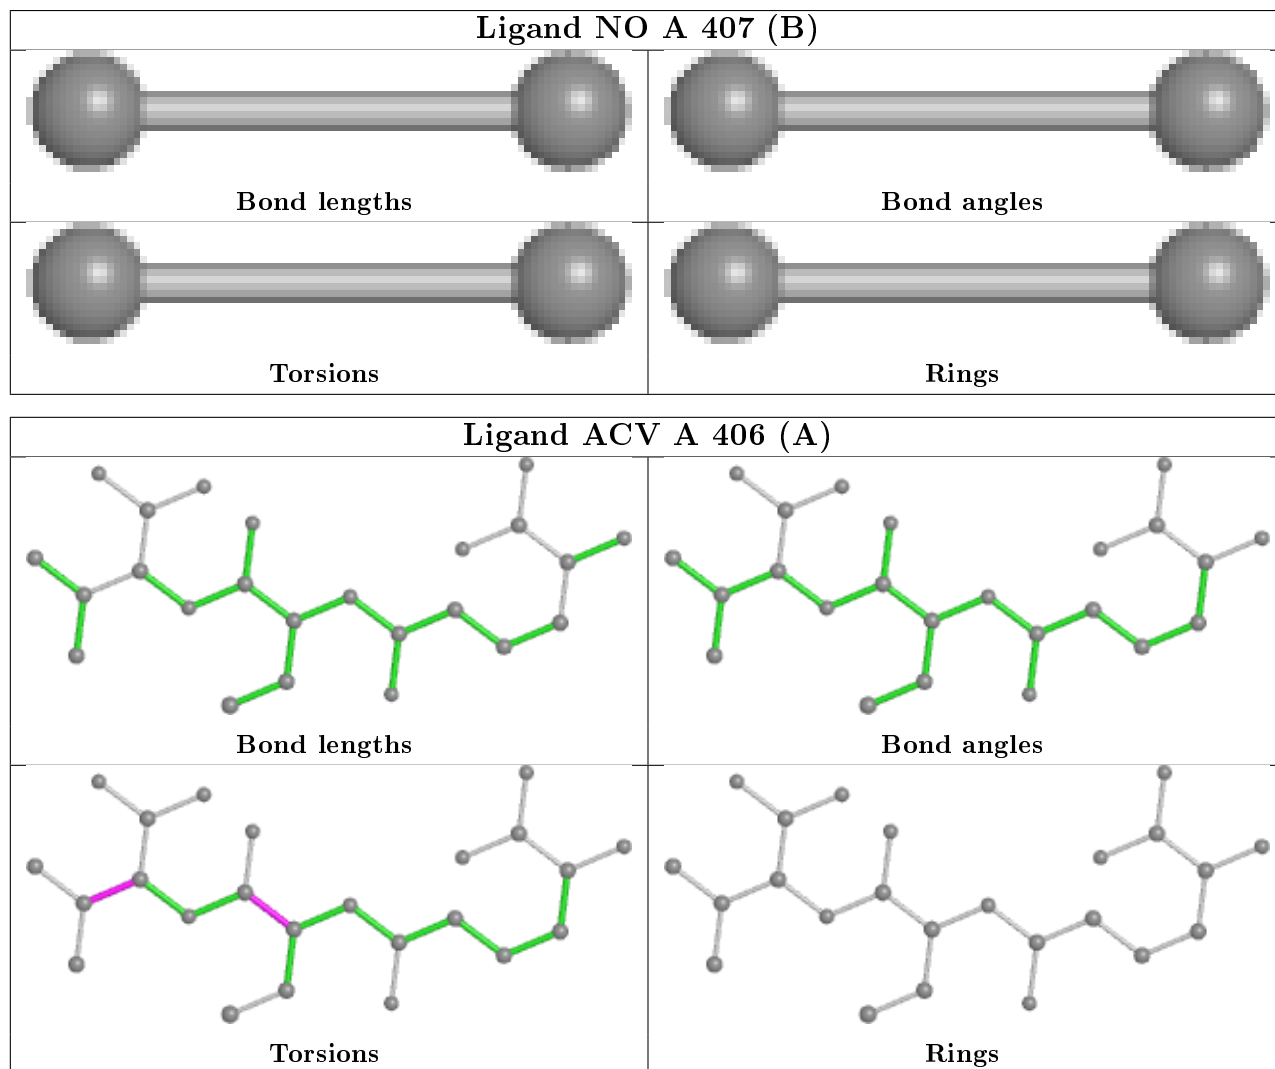 Ligand NO A 407 (B)
Bond lengths
Bond angles
Torsions
Rings
Ligand ACV A 406 (A)
Bond lengths
Bond angles
Torsions
Rings